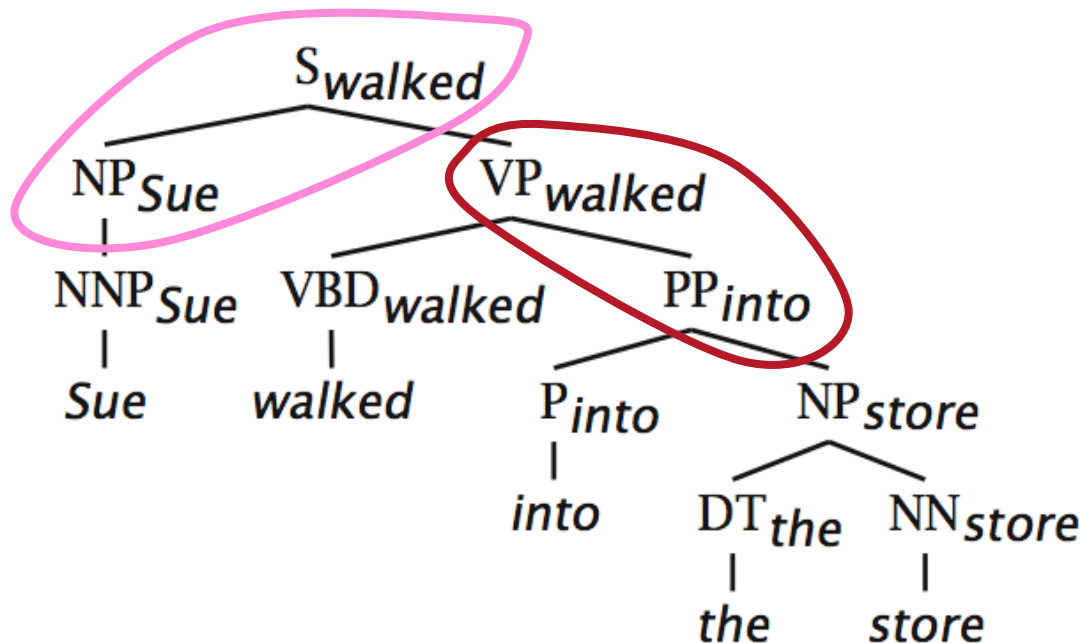 S walked
NP Sue VP walked
NNP Sue VBD walked PP into
Sue walked P into NP store
into DT the NN store
the store